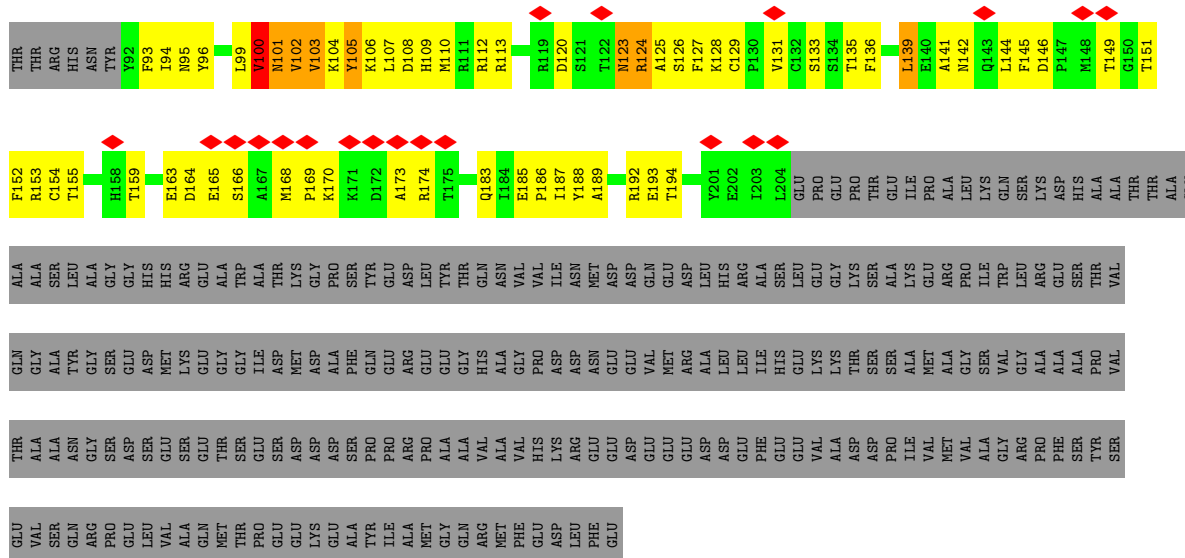 THR THR ARG HIS ASN TYR Y92 F93 I94 N95 Y96 L99 V100 N101 V102 V103 K104 Y105 K106 L107 D108 H109 M110 R111 R112 R113 R119 D120 S121 T122 N123 R124 A125 S126 F127 K128 C129 P130 V131 C132 S133 S134 T135 F136 L139 E140 A141 N142 Q143 L144 F145 D146 P147 M148 T149 G150 T151
F152 R153 C154 T155 H158 T159 E163 D164 E165 S166 A167 M168 P169 K170 K171 D172 A173 R174 T175 Q183 I184 E185 P186 I187 Y188 A189 R192 E193 T194 Y201 E202 I203 L204 GLU PRO GLU PRO PRO THR GLU ILE PRO ALA LEU LYS GLN SER LYS ASP HIS ALA ALA THR THR ALA
ALA ALA SER LEU ALA GLY GLY HIS HIS ARG GLU ALA TRP ALA THR LYS GLY PRO SER TYR GLU ASP LEU TYR THR GLN ASN VAL VAL ILE ASN MET ASP ASP GLN GLU ASP LEU HIS ARG ALA SER LEU GLU GLY LYS SER ALA LYS GLU ARG PRO ILE TRP LEU ARG GLU SER THR VAL
GLN GLY ALA TYR GLY SER GLU ASP MET LYS GLU GLY GLY ILE ASP MET ASP ALA PHE GLN GLU ARG GLU GLU GLY HIS ALA GLY PRO ASP ASP ASN GLU GLU VAL MET ARG ALA LEU LEU ILE HIS GLU LYS LYS THR SER SER ALA MET ALA GLY SER VAL GLY ALA ALA ALA PRO VAL
THR ALA ALA ASN GLY SER ASP SER GLU SER GLU THR SER GLU SER ASP ASP ASP SER PRO PRO ARG PRO ALA ALA VAL ALA VAL HIS LYS ARG GLU GLU ASP GLU GLU GLU ASP ASP GLU PHE GLU GLU VAL ALA ASP ASP PRO ILE VAL MET VAL ALA GLY ARG PRO PHE SER TYR SER
GLU VAL SER GLN ARG PRO GLU LEU VAL ALA GLN MET THR PRO GLU GLU LYS GLU ALA TYR ILE ALA MET GLY GLN ARG MET PHE GLU ASP LEU PHE GLU